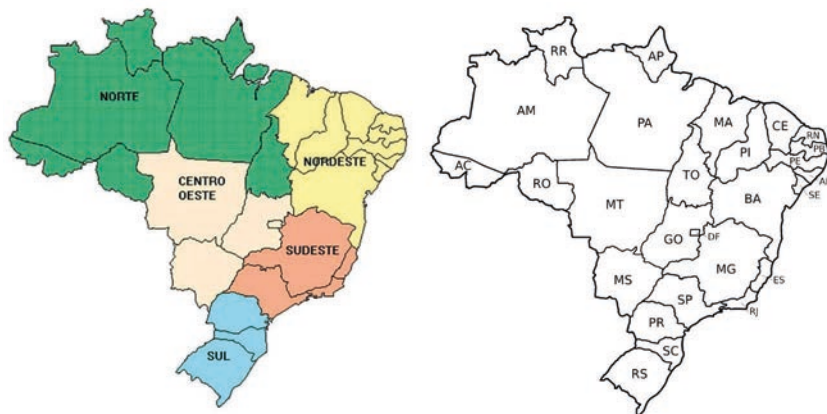 NORTE
NORDESTE
CENTRO
OESTE
SUDESTE
SUL
RR
AP
AM
PA
MA
CE
RN
PB
PE
PI
AC
TO
SE
RO
BA
MT
GO
DF
MG
MS
ES
SP
RJ
PR
SC
RS